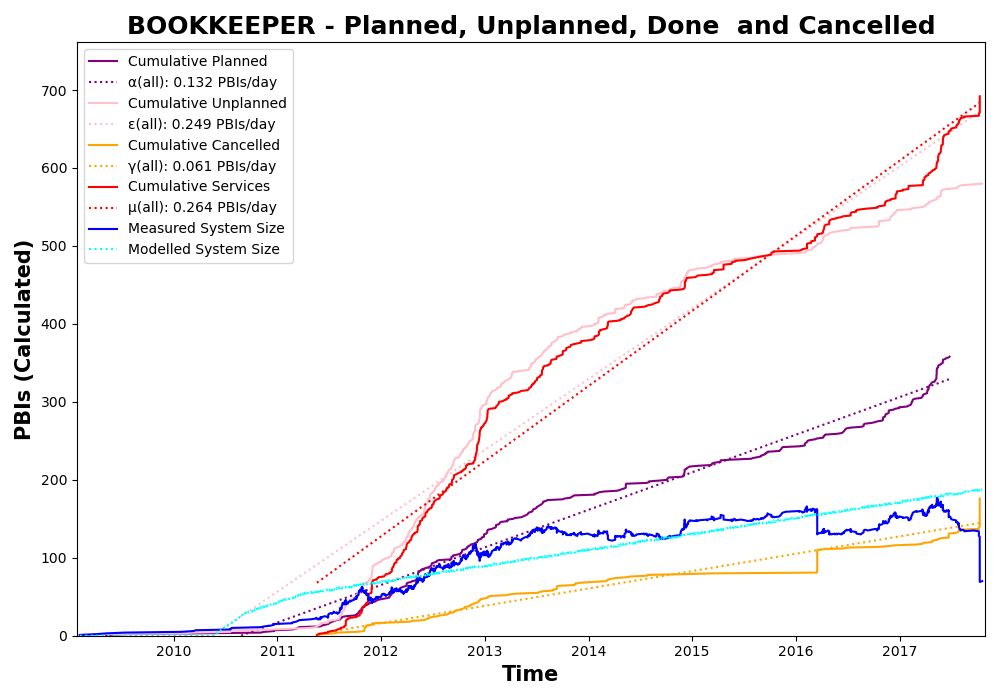 BOOKKEEPER - Planned, Unplanned, Done  and Cancelled
Cumulative Planned
α(all): 0.132 PBIs/day
Cumulative Unplanned
ε(all): 0.249 PBIs/day
Cumulative Cancelled
γ(all): 0.061 PBIs/day
Cumulative Services
μ(all): 0.264 PBIs/day
Measured System Size
Modelled System Size
PBIs (Calculated)
700
600
500
400
300
200
100
0
2010 2011 2012 2013 2014 2015 2016 2017
Time